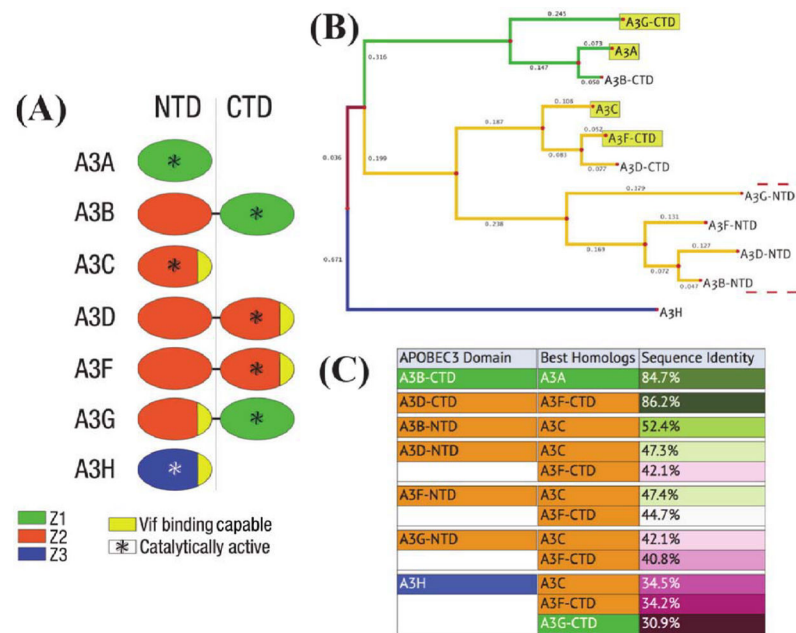 (A)
NTD CTD
A3A
A3B
A3C
A3D
A3F
A3G
A3H
Z1
Z2
Z3
Vif binding capable
Catalytically active
(B)
0.245
A3G-CTD
0.316
0.073
A3A
0.147
0.050
A3B-CTD
0.308
A3C
0.187
0.052
A3F-CTD
0.083
0.077
A3D-CTD
0.036
0.199
0.329
A3G-NTD
0.238
0.131
A3F-NTD
0.169
0.127
A3D-NTD
0.072
0.047
A3B-NTD
0.071
A3H
(C)
APOBEC3 Domain Best Homologs Sequence Identity
A3B-CTD A3A 84.7%
A3D-CTD A3F-CTD 86.2%
A3B-NTD A3C 52.4%
A3D-NTD A3C 47.3%
A3F-CTD 42.1%
A3F-NTD A3C 47.4%
A3F-CTD 44.7%
A3G-NTD A3C 42.1%
A3F-CTD 40.8%
A3H A3C 34.5%
A3F-CTD 34.2%
A3G-CTD 30.9%